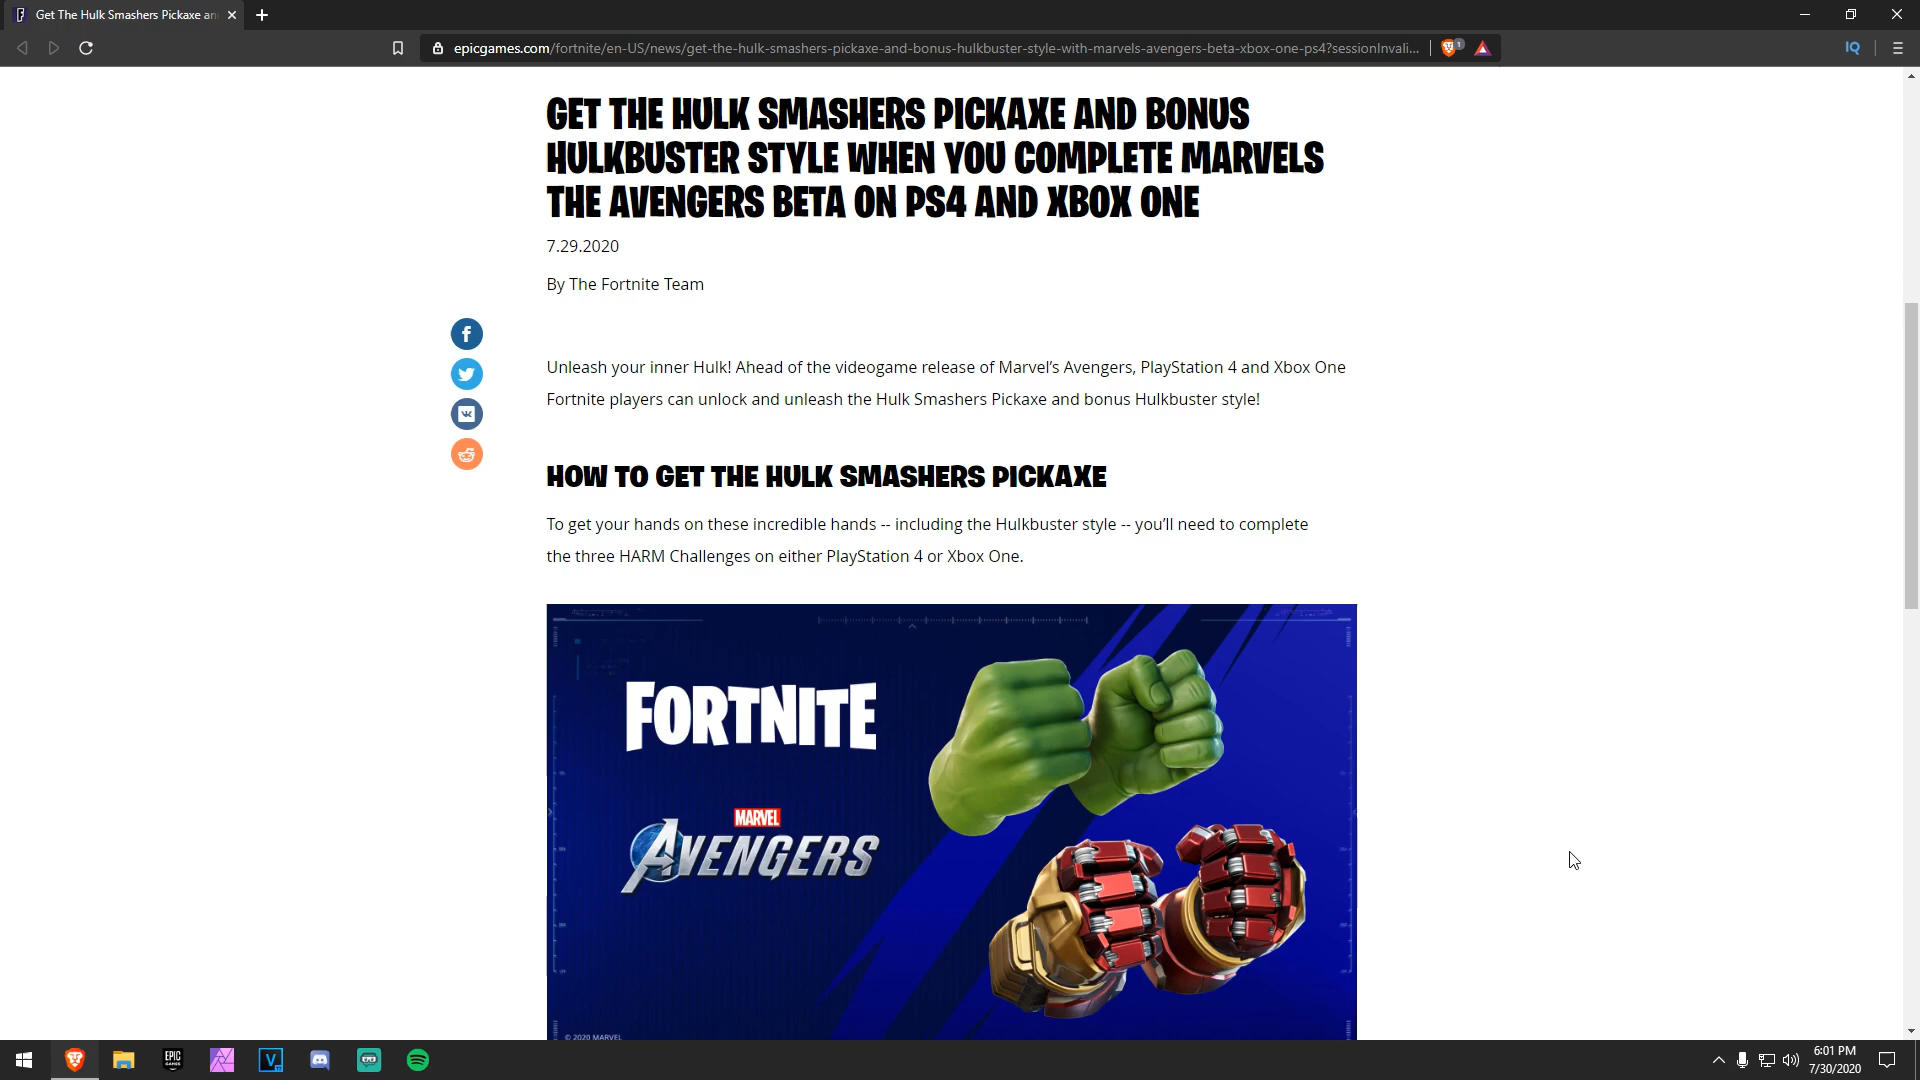 Get The Hulk Smashers Pickaxe an
epicgames.com/fortnite/en-US/news/get-the-hulk-smashers-pickaxe-and-bonus-hulkbuster-style-with-marvels-avengers-beta-xbox-one-ps4?sessionInvali...
1
IQ
GET THE HULK SMASHERS PICKAXE AND BONUS
HULKBUSTER STYLE WHEN YOU COMPLETE MARVELS
THE AVENGERS BETA ON PS4 AND XBOX ONE
7.29.2020
By The Fortnite Team
Unleash your inner Hulk! Ahead of the videogame release of Marvel’s Avengers, PlayStation 4 and Xbox One
Fortnite players can unlock and unleash the Hulk Smashers Pickaxe and bonus Hulkbuster style!
HOW TO GET THE HULK SMASHERS PICKAXE
To get your hands on these incredible hands -- including the Hulkbuster style -- you’ll need to complete
the three HARM Challenges on either PlayStation 4 or Xbox One.
FORTNITE
MARVEL
AVENGERS
© 2020 MARVEL
EPIC
GAMES
V
6:01 PM
7/30/2020